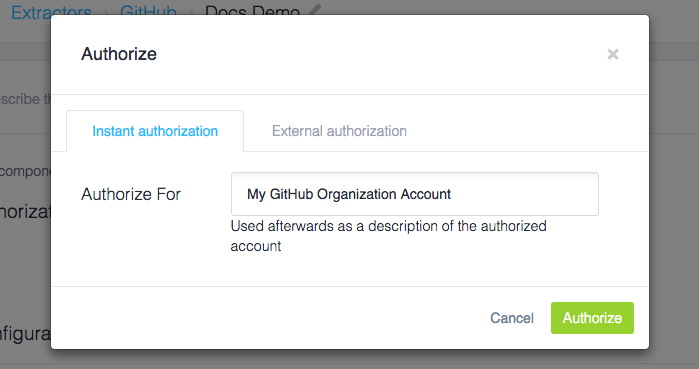 Extractors > GitHub > Docs Demo
Authorize
×
scribe th
Instant authorization
External authorization
compone
Authorize For
My GitHub Organization Account
horizat
Used afterwards as a description of the authorized
account
Cancel
Authorize
nfigura